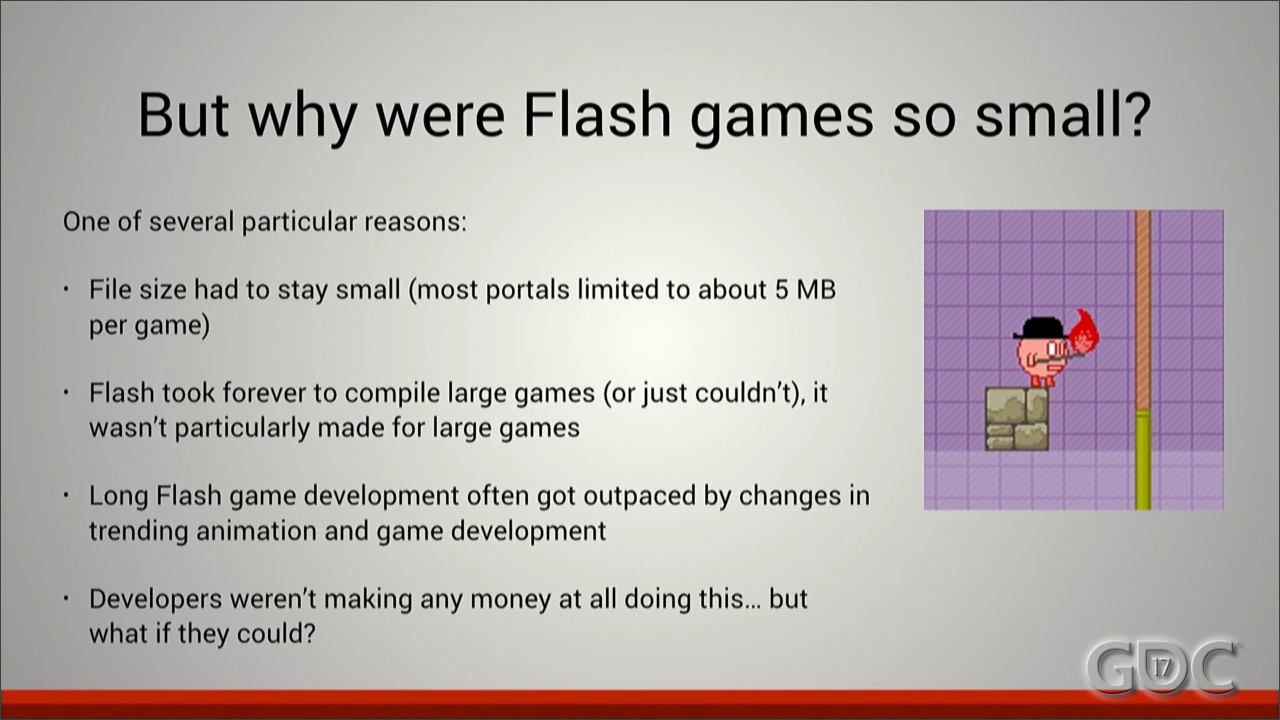 But why were Flash games so small?
One of several particular reasons:
• File size had to stay small (most portals limited to about 5 MB
per game)
• Flash took forever to compile large games (or just couldn’t), it
wasn’t particularly made for large games
• Long Flash game development often got outpaced by changes in
trending animation and game development
• Developers weren’t making any money at all doing this… but
what if they could?
GDC 17